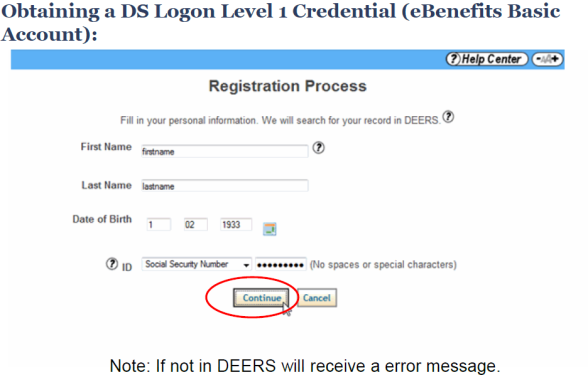 Obtaining a DS Logon Level 1 Credential (eBenefits Basic
Account):
(?) Help Center -AA+
Registration Process
Fill in your personal information. We will search for your record in DEERS. ?
First Name firstname ?
Last Name lastname
Date of Birth 1 02 1933
? ID Social Security Number ••••••••• (No spaces or special characters)
Continue Cancel
Note: If not in DEERS will receive a error message.